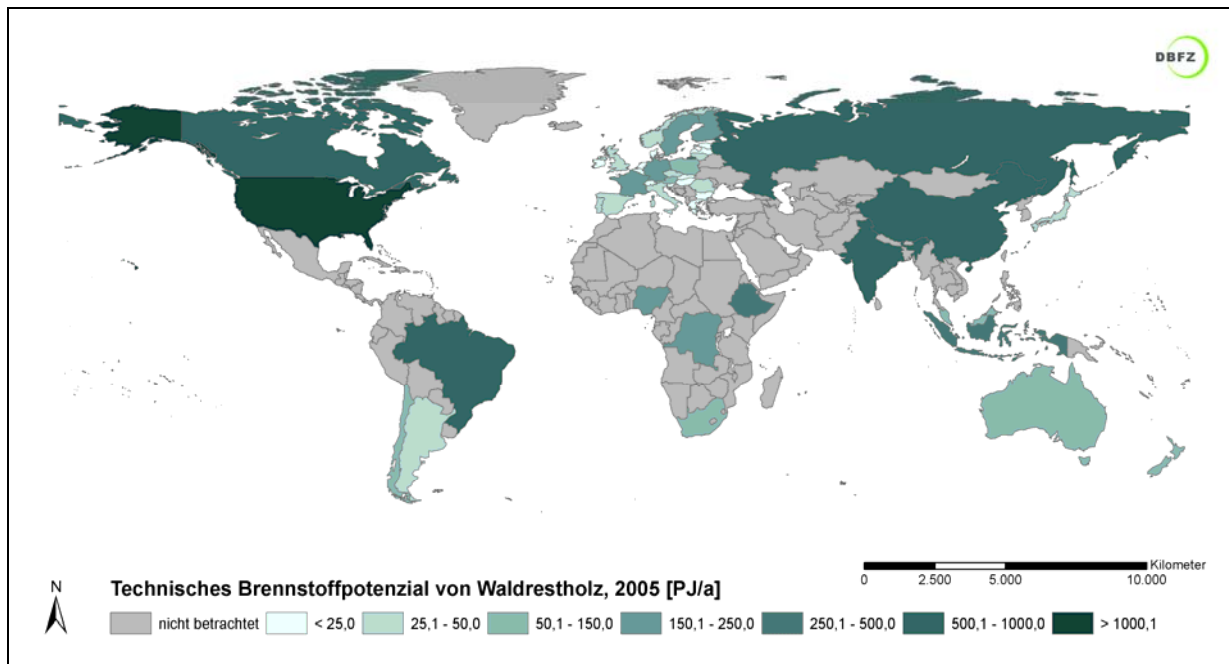 DBFZ
Kilometer
0 2.500 5.000 10.000
N
Technisches Brennstoffpotenzial von Waldrestholz, 2005 [PJ/a]
nicht betrachtet < 25,0 25,1 - 50,0 50,1 - 150,0 150,1 - 250,0 250,1 - 500,0 500,1 - 1000,0 > 1000,1